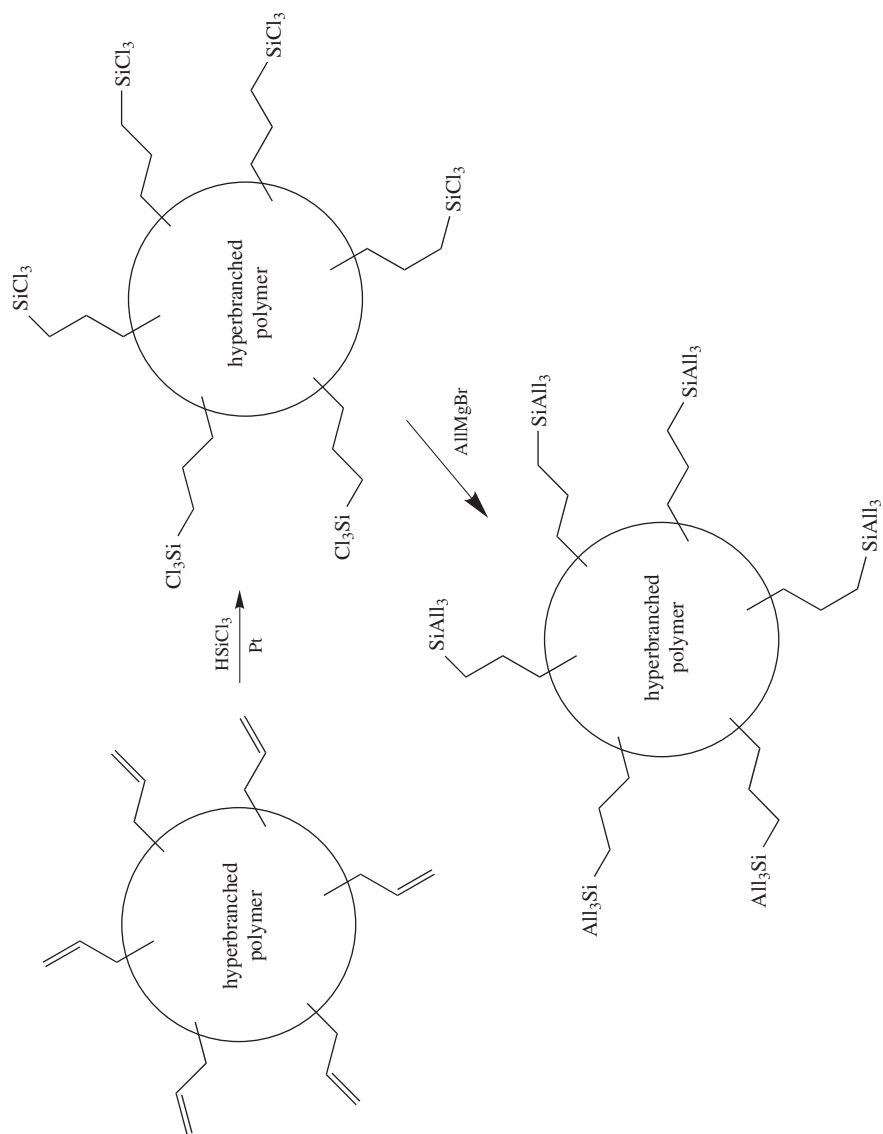 hyperbranched
polymer
HSiCl₃
Pt
SiCl₃
SiCl₃
SiCl₃
SiCl₃
Cl₃Si
Cl₃Si
hyperbranched
polymer
AllMgBr
SiAll₃
SiAll₃
SiAll₃
SiAll₃
All₃Si
All₃Si
hyperbranched
polymer